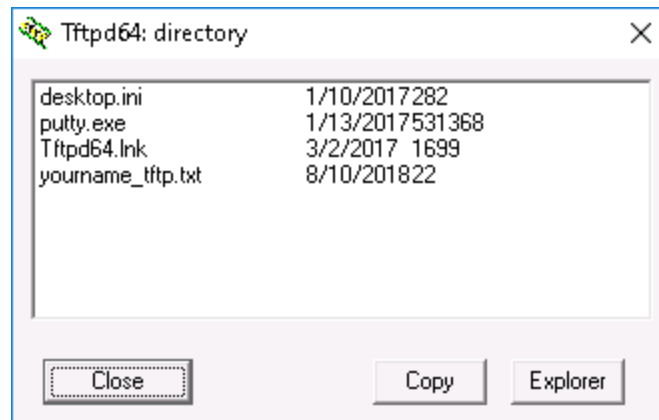 Tftpd64: directory
desktop.ini 1/10/2017282
putty.exe 1/13/2017531368
Tftpd64.lnk 3/2/2017 1699
yourname_tftp.txt 8/10/201822
Close Copy Explorer